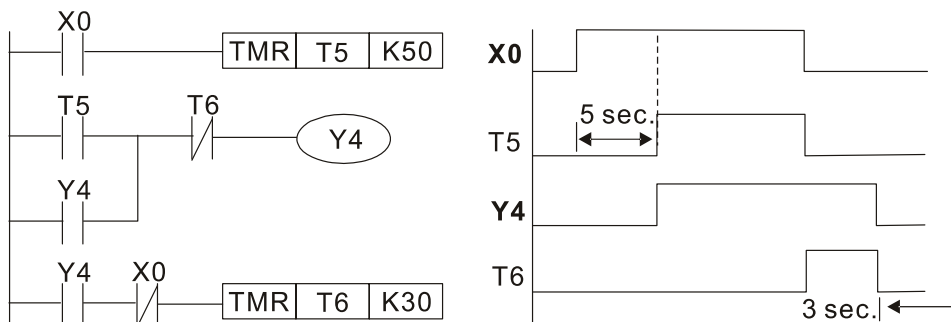 X0
TMR T5 K50
T5
T6
Y4
Y4
Y4
X0
TMR T6 K30
X0
5 sec.
T5
Y4
T6
3 sec.